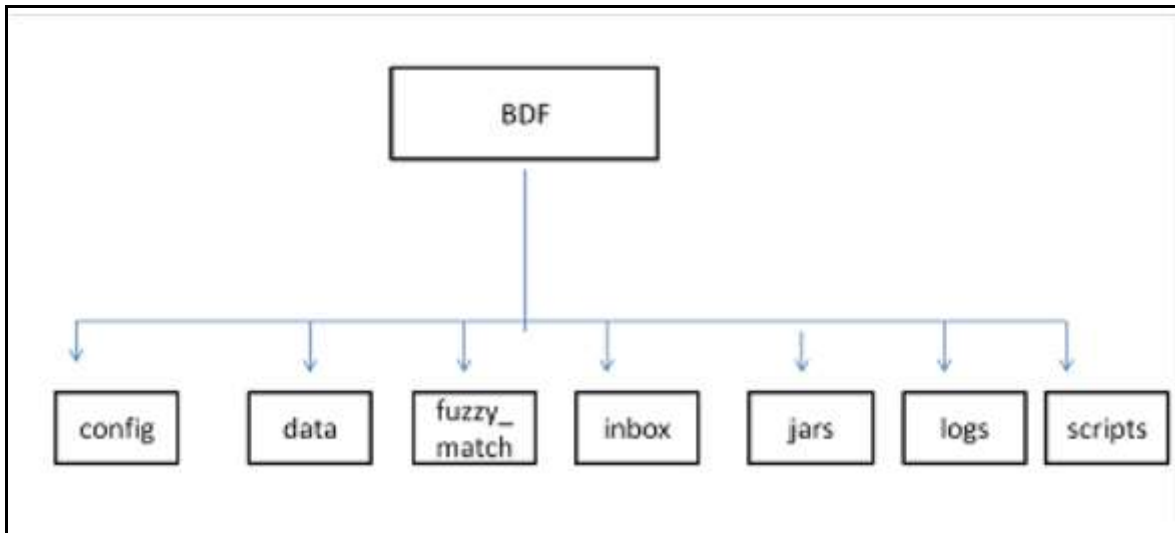 BDF
config
data
fuzzy_
match
inbox
jars
logs
scripts